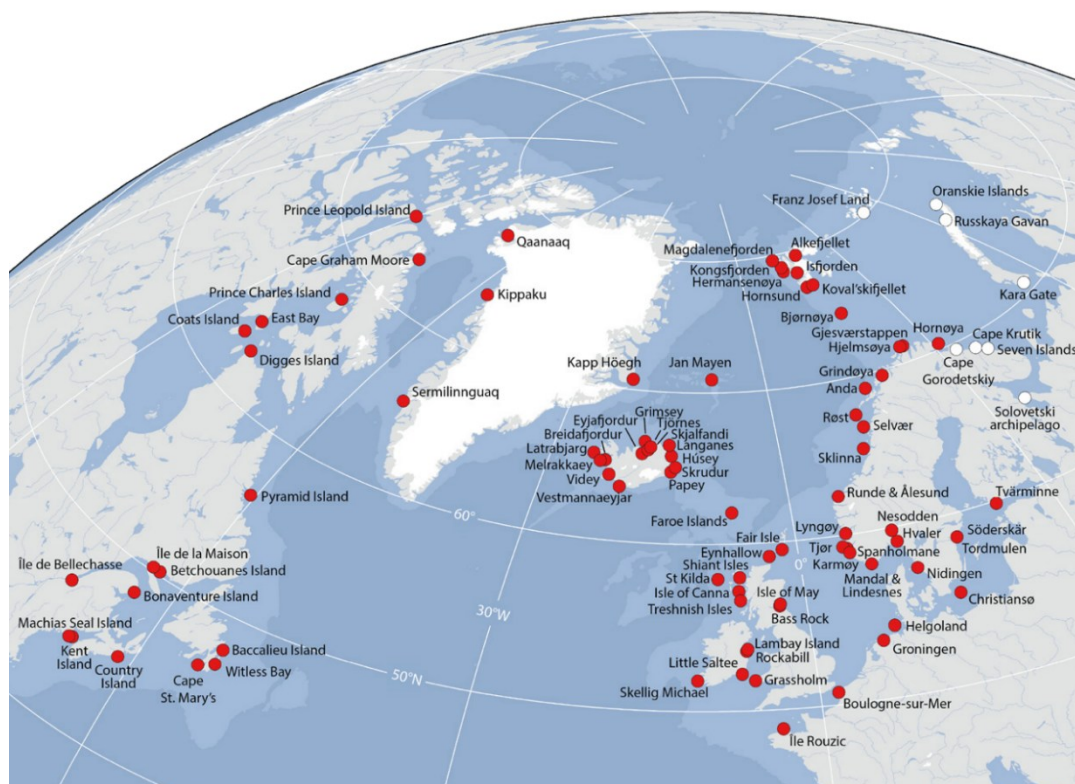 Prince Leopold Island
Qaanaaq
Cape Graham Moore
Prince Charles Island
Kippaku
East Bay
Coats Island
Digges Island
Sermilinnguaq
Kapp Höegh
Jan Mayen
Franz Josef Land
Oranskie Islands
Russkaya Gavan
Magdalenefjorden
Alkefjellet
Kongsfjorden
Isfjorden
Hermansenøya
Hornsund
Koval'skifjellet
Kara Gate
Bjørnøya
Gjesværstappen
Hornøya
Cape Krutik
Hjelmsøya
Seven Islands
Cape
Gorodetskiy
Grindøya
Anda
Solovetski
archipelago
Røst
Selvær
Sklinna
Grimsey
Eyjafjordur
Tjörnes
Breidafjordur
Skjalfandi
Latrabjarg
Langanes
Melrakkaey
Húsey
Videy
Skrudur
Vestmannaeyjar
Papey
Pyramid Island
60°
Faroe Islands
Runde & Ålesund
Tvärminne
Lyngøy
Nesodden
Hvaler
Söderskär
Tordmulen
Fair Isle
Eynhallow
0°
Tjør
Spanholmane
Karmøy
Mandal &
Lindesnes
Nidingen
Christiansø
Shiant Isles
St Kilda
Isle of Canna
Treshnish Isles
Isle of May
Bass Rock
Île de la Maison
Île de Bellechasse
Betchouanes Island
Bonaventure Island
30°W
Machias Seal Island
Kent
Island
Country
Island
Baccalieu Island
Cape
St. Mary's
Witless Bay
50°N
Helgoland
Groningen
Lambay Island
Rockabill
Little Saltee
Skellig Michael
Grassholm
Boulogne-sur-Mer
Île Rouzic